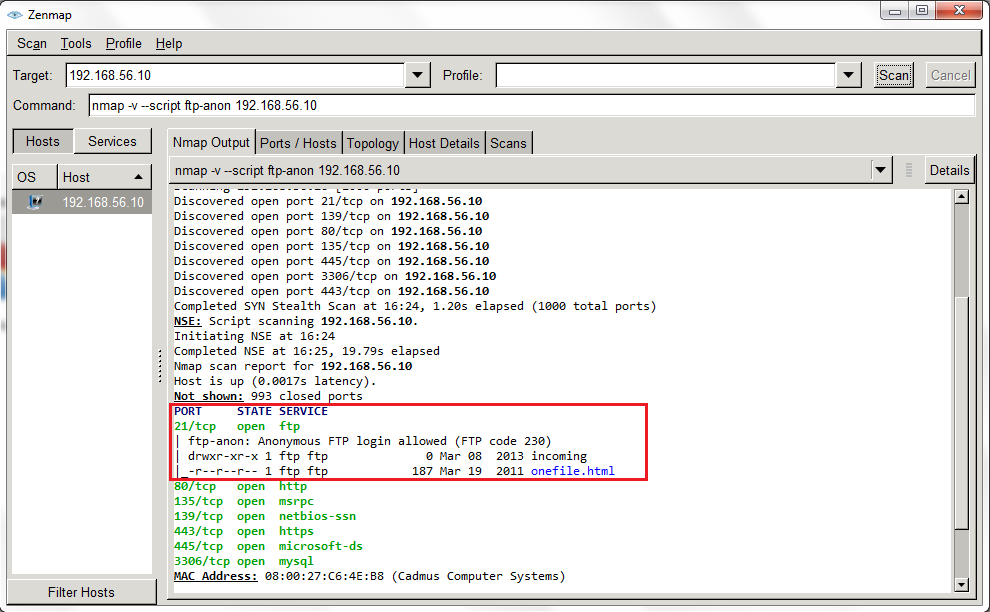 Zenmap
Scan Tools Profile Help
Target: 192.168.56.10 Profile: Scan Cancel
Command: nmap -v --script ftp-anon 192.168.56.10
Hosts Services Nmap Output Ports / Hosts Topology Host Details Scans
OS Host nmap -v --script ftp-anon 192.168.56.10 Details
192.168.56.10
Discovered open port 21/tcp on 192.168.56.10
Discovered open port 139/tcp on 192.168.56.10
Discovered open port 80/tcp on 192.168.56.10
Discovered open port 135/tcp on 192.168.56.10
Discovered open port 445/tcp on 192.168.56.10
Discovered open port 3306/tcp on 192.168.56.10
Discovered open port 443/tcp on 192.168.56.10
Completed SYN Stealth Scan at 16:24, 1.20s elapsed (1000 total ports)
NSE: Script scanning 192.168.56.10.
Initiating NSE at 16:24
Completed NSE at 16:25, 19.79s elapsed
Nmap scan report for 192.168.56.10
Host is up (0.0017s latency).
Not shown: 993 closed ports
PORT STATE SERVICE
21/tcp open ftp
| ftp-anon: Anonymous FTP login allowed (FTP code 230)
| drwxr-xr-x 1 ftp ftp 0 Mar 08 2013 incoming
|_-r--r--r-- 1 ftp ftp 187 Mar 19 2011 onefile.html
80/tcp open http
135/tcp open msrpc
139/tcp open netbios-ssn
443/tcp open https
445/tcp open microsoft-ds
3306/tcp open mysql
MAC Address: 08:00:27:C6:4E:B8 (Cadmus Computer Systems)
Filter Hosts